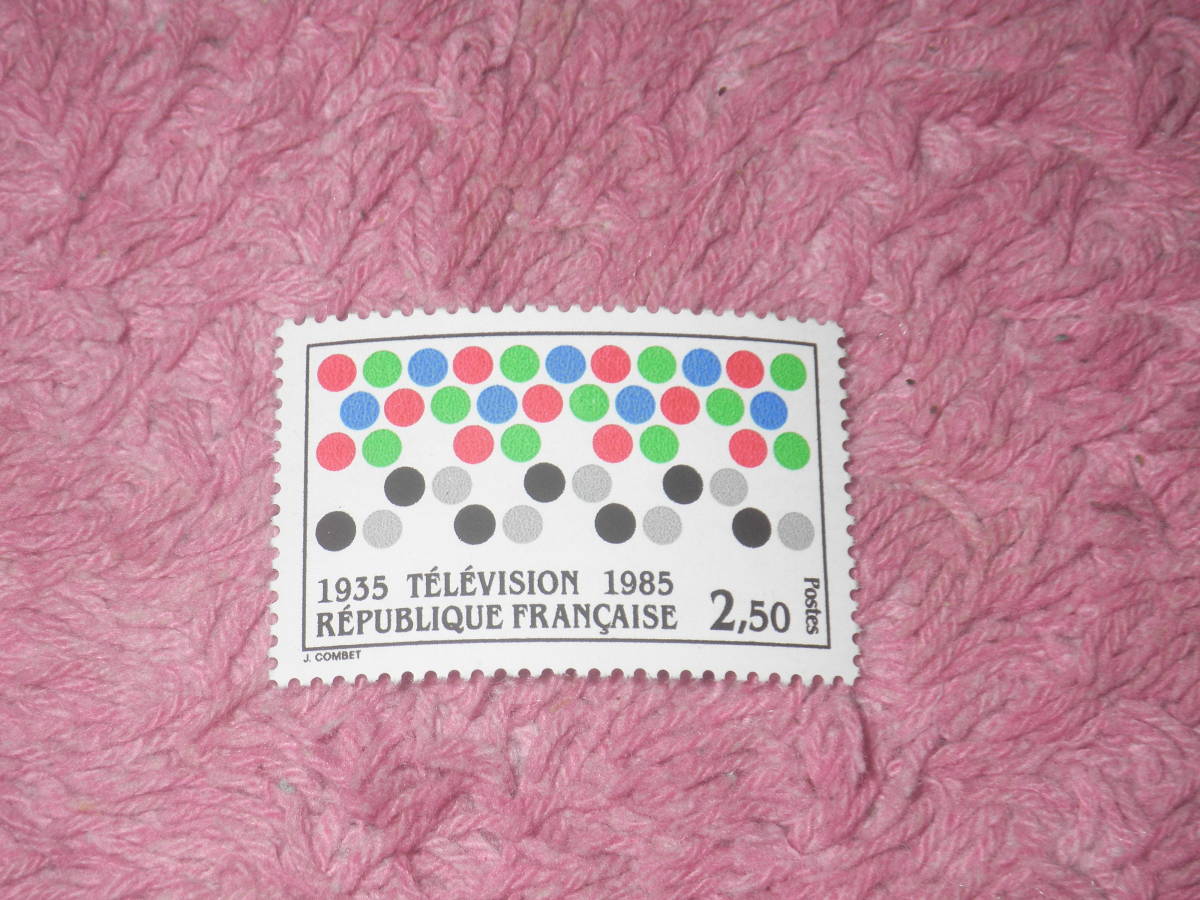 1935 TÉLÉVISION 1985
RÉPUBLIQUE FRANÇAISE 2,50
Postes
J. COMBET